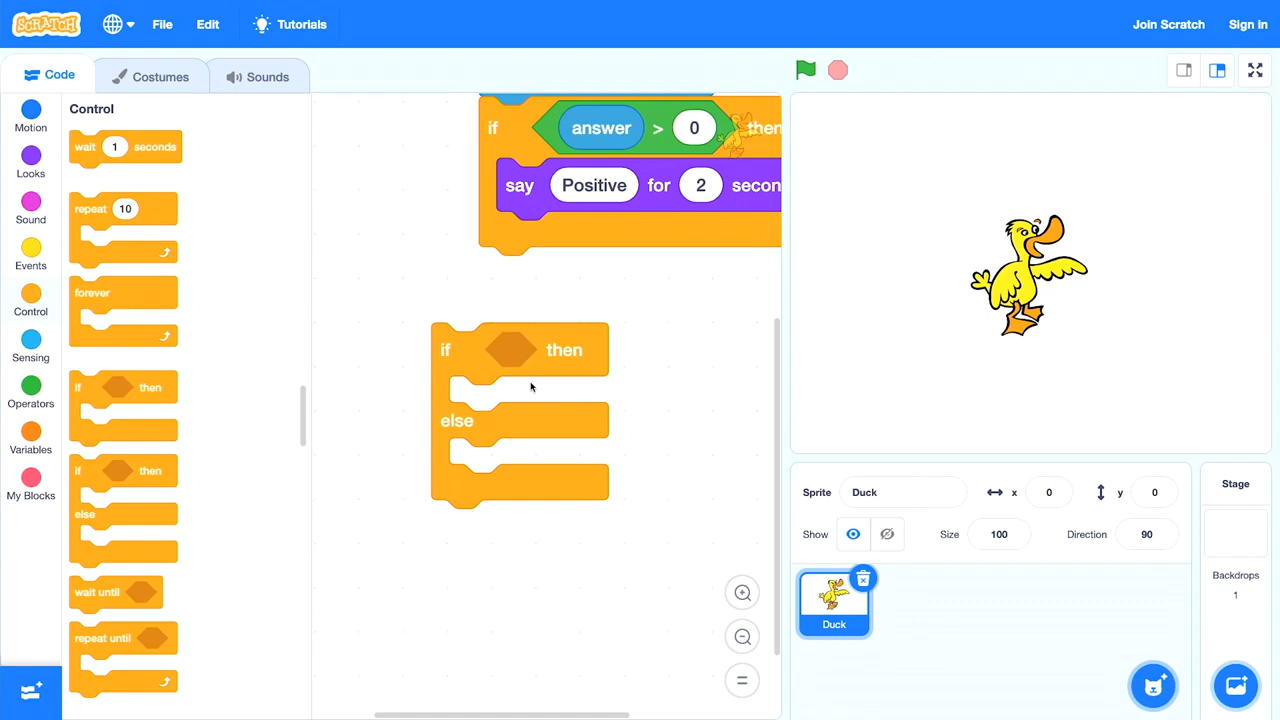 SCRATCH
File
Edit
Tutorials
Join Scratch
Sign in
Code
Costumes
Sounds
Motion
Looks
Sound
Events
Control
Sensing
Operators
Variables
My Blocks
Control
wait 1 seconds
repeat 10
forever
if then
if then
else
wait until
repeat until
if answer > 0 then
say Positive for 2 secon
if then
else
Sprite Duck x 0 y 0
Show Size 100 Direction 90
Duck
Stage
Backdrops
1